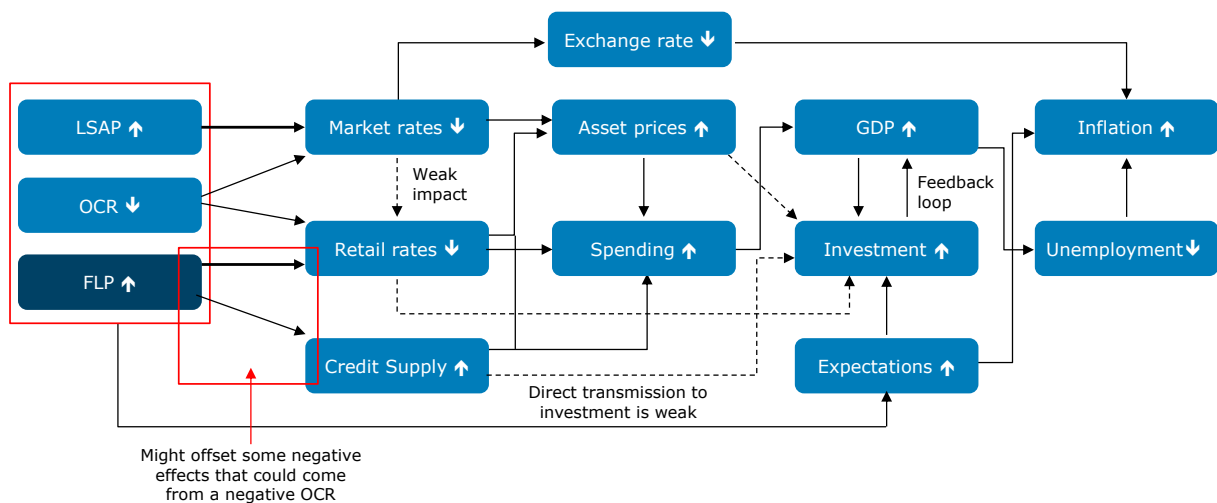 Exchange rate
LSAP
Market rates
Asset prices
GDP
Inflation
Weak
impact
Feedback
loop
OCR
Retail rates
Spending
Investment
Unemployment
FLP
Credit Supply
Expectations
Direct transmission to
investment is weak
Might offset some negative
effects that could come
from a negative OCR